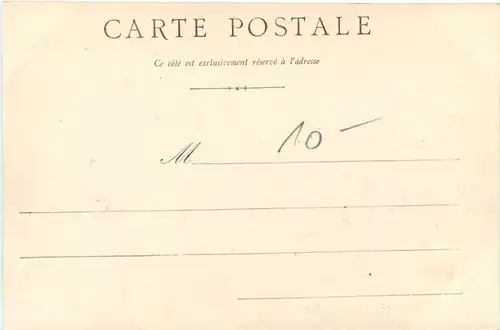 CARTE POSTALE
Ce côté est exclusivement réservé à l'adresse
10-
M